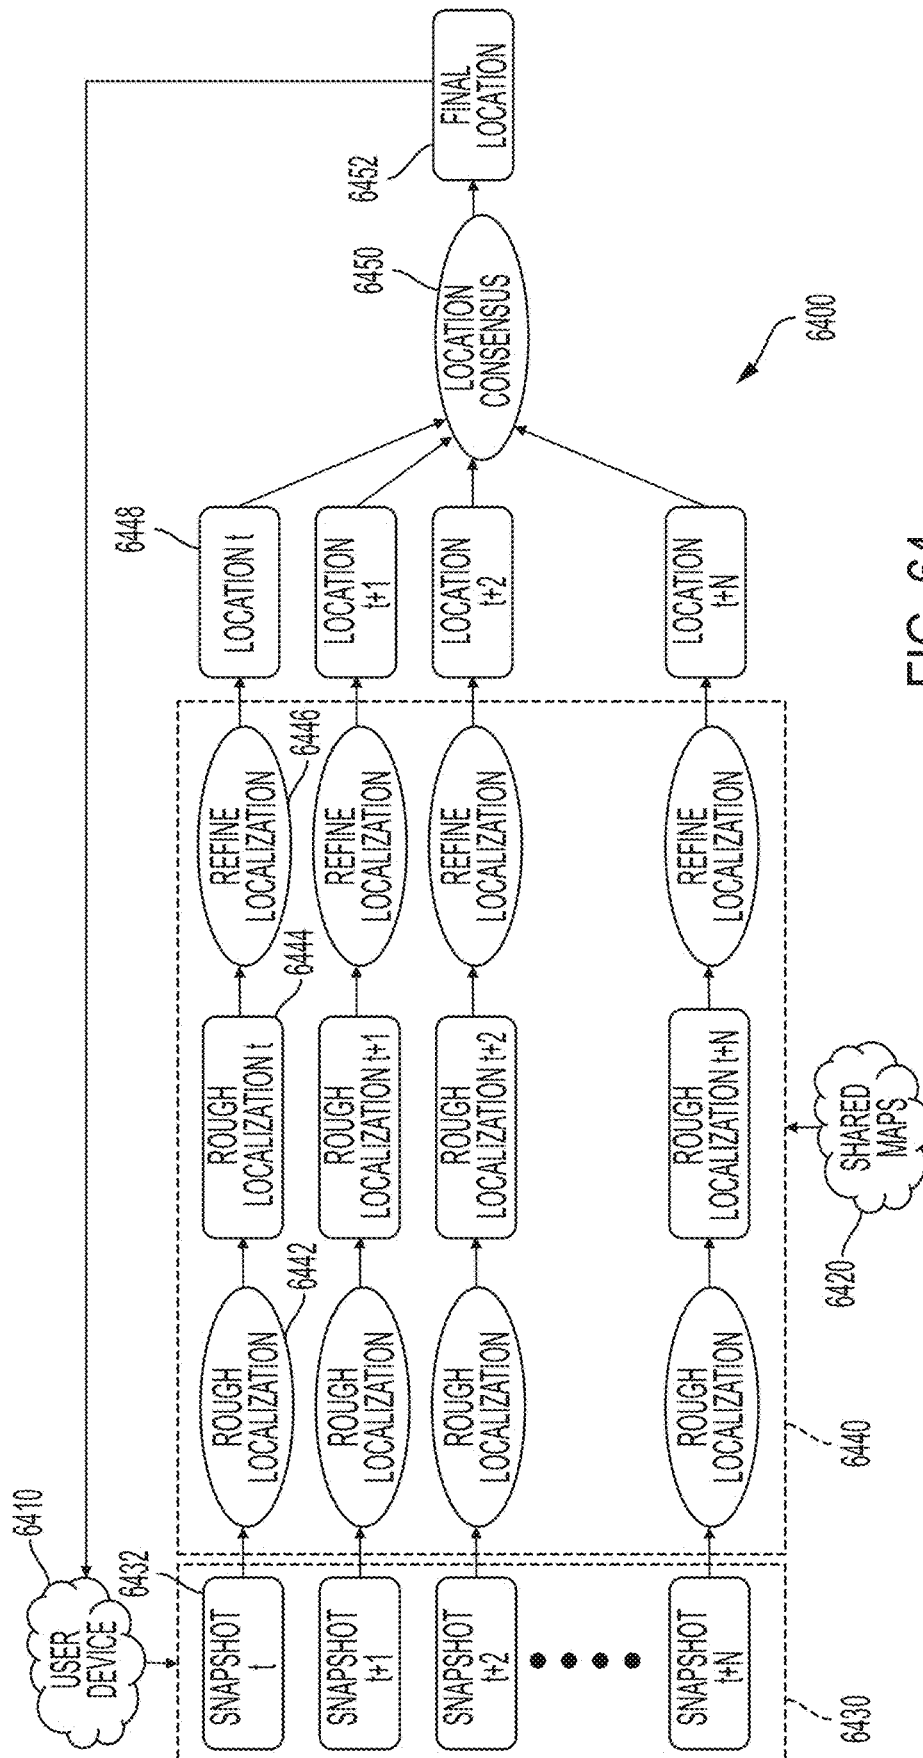 6410
USER
DEVICE
6432
SNAPSHOT
t
SNAPSHOT
t+1
SNAPSHOT
t+2
SNAPSHOT
t+N
6430
ROUGH
LOCALIZATION
6442
ROUGH
LOCALIZATION
ROUGH
LOCALIZATION
ROUGH
LOCALIZATION
6440
ROUGH
LOCALIZATION t
6444
ROUGH
LOCALIZATION t+1
ROUGH
LOCALIZATION t+2
ROUGH
LOCALIZATION t+N
SHARED
MAPS
6420
REFINE
LOCALIZATION
6446
REFINE
LOCALIZATION
REFINE
LOCALIZATION
REFINE
LOCALIZATION
6448
LOCATION t
LOCATION
t+1
LOCATION
t+2
LOCATION
t+N
6450
LOCATION
CONSENSUS
6452
FINAL
LOCATION
6400
FIG. 64